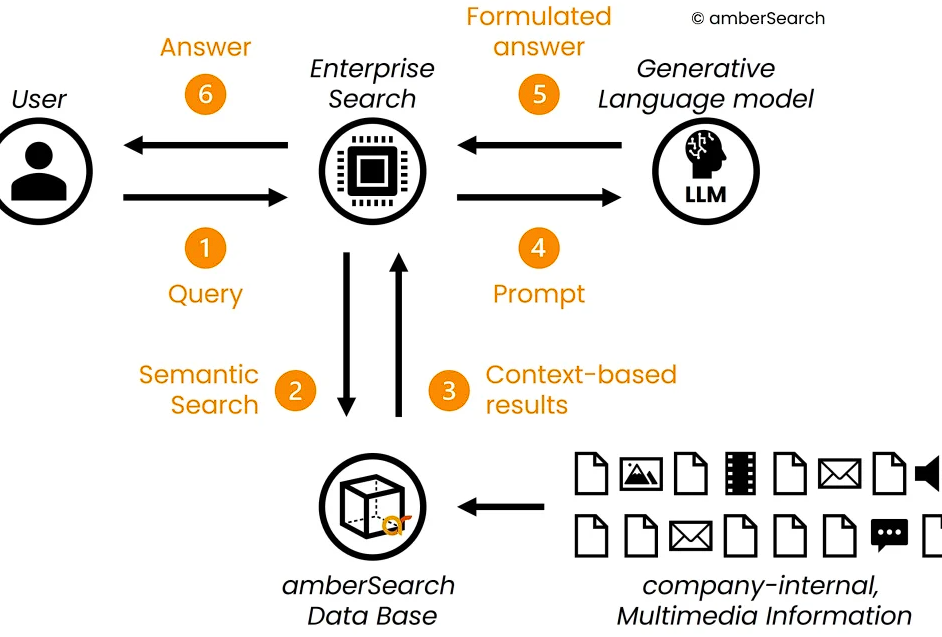 © amberSearch
Answer
6
Formulated
answer
5
User
Enterprise
Search
Generative
Language model
LLM
1
Query
4
Prompt
Semantic
Search
2
3
Context-based
results
ar
amberSearch
Data Base
company-internal,
Multimedia Information